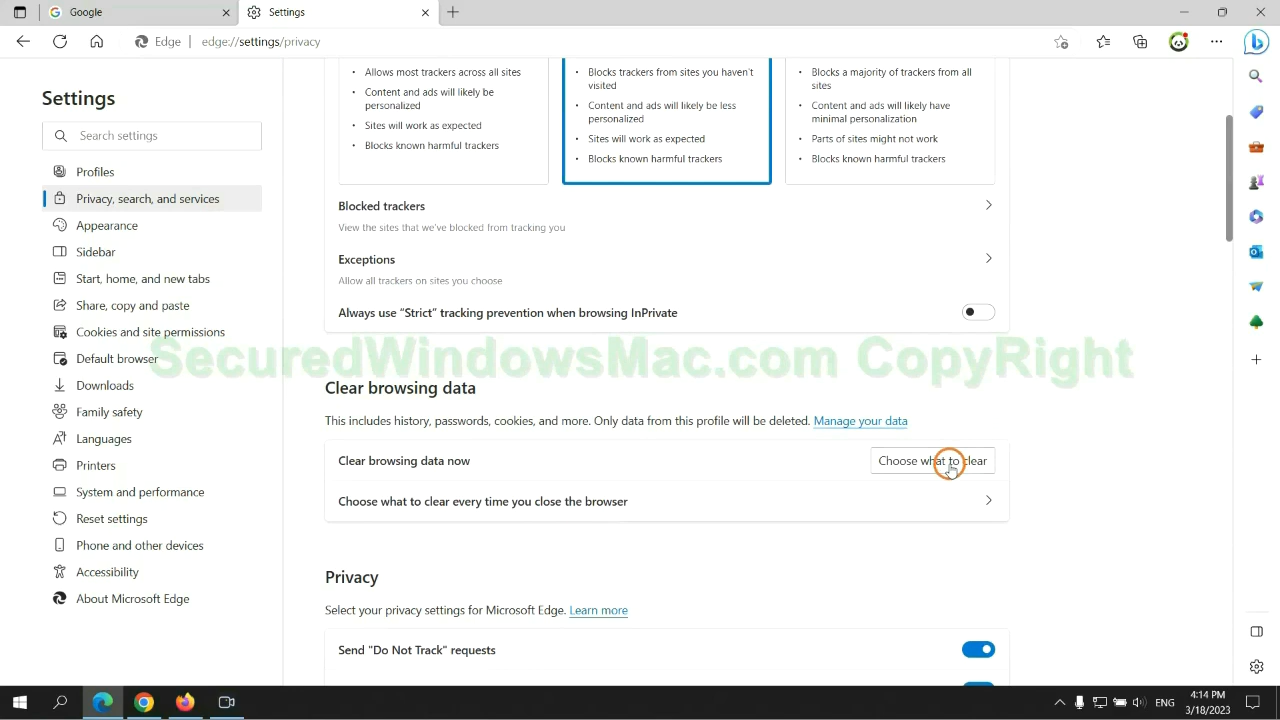 Google
Settings
Edge
edge://settings/privacy
Settings
Search settings
Profiles
Privacy, search, and services
Appearance
Sidebar
Start, home, and new tabs
Share, copy and paste
Cookies and site permissions
Default browser
Downloads
Family safety
Languages
Printers
System and performance
Reset settings
Phone and other devices
Accessibility
About Microsoft Edge
• Allows most trackers across all sites
• Content and ads will likely be
personalized
• Sites will work as expected
• Blocks known harmful trackers
• Blocks trackers from sites you haven't
visited
• Content and ads will likely be less
personalized
• Sites will work as expected
• Blocks known harmful trackers
• Blocks a majority of trackers from all
sites
• Content and ads will likely have
minimal personalization
• Parts of sites might not work
• Blocks known harmful trackers
Blocked trackers
View the sites that we've blocked from tracking you
Exceptions
Allow all trackers on sites you choose
Always use “Strict” tracking prevention when browsing InPrivate
SecuredWindowsMac.com CopyRight
Clear browsing data
This includes history, passwords, cookies, and more. Only data from this profile will be deleted. Manage your data
Clear browsing data now
Choose what to clear
Choose what to clear every time you close the browser
Privacy
Select your privacy settings for Microsoft Edge. Learn more
Send "Do Not Track" requests
ENG
4:14 PM
3/18/2023